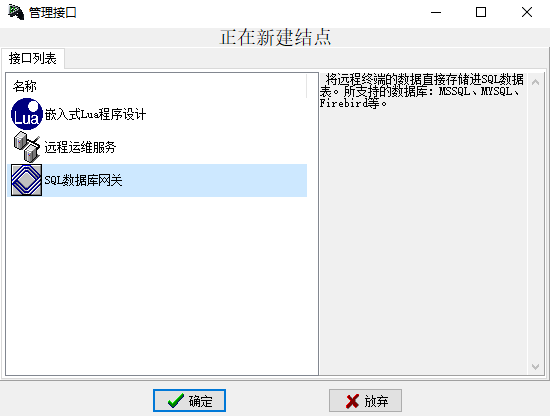 管理接口
正在新建结点
接口列表
名称
Lua 嵌入式Lua程序设计
远程运维服务
SQL数据库网关
将远程终端的数据直接存储进SQL数据
表。所支持的数据库：MSSQL、MYSQL、
Firebird等。
确定
放弃